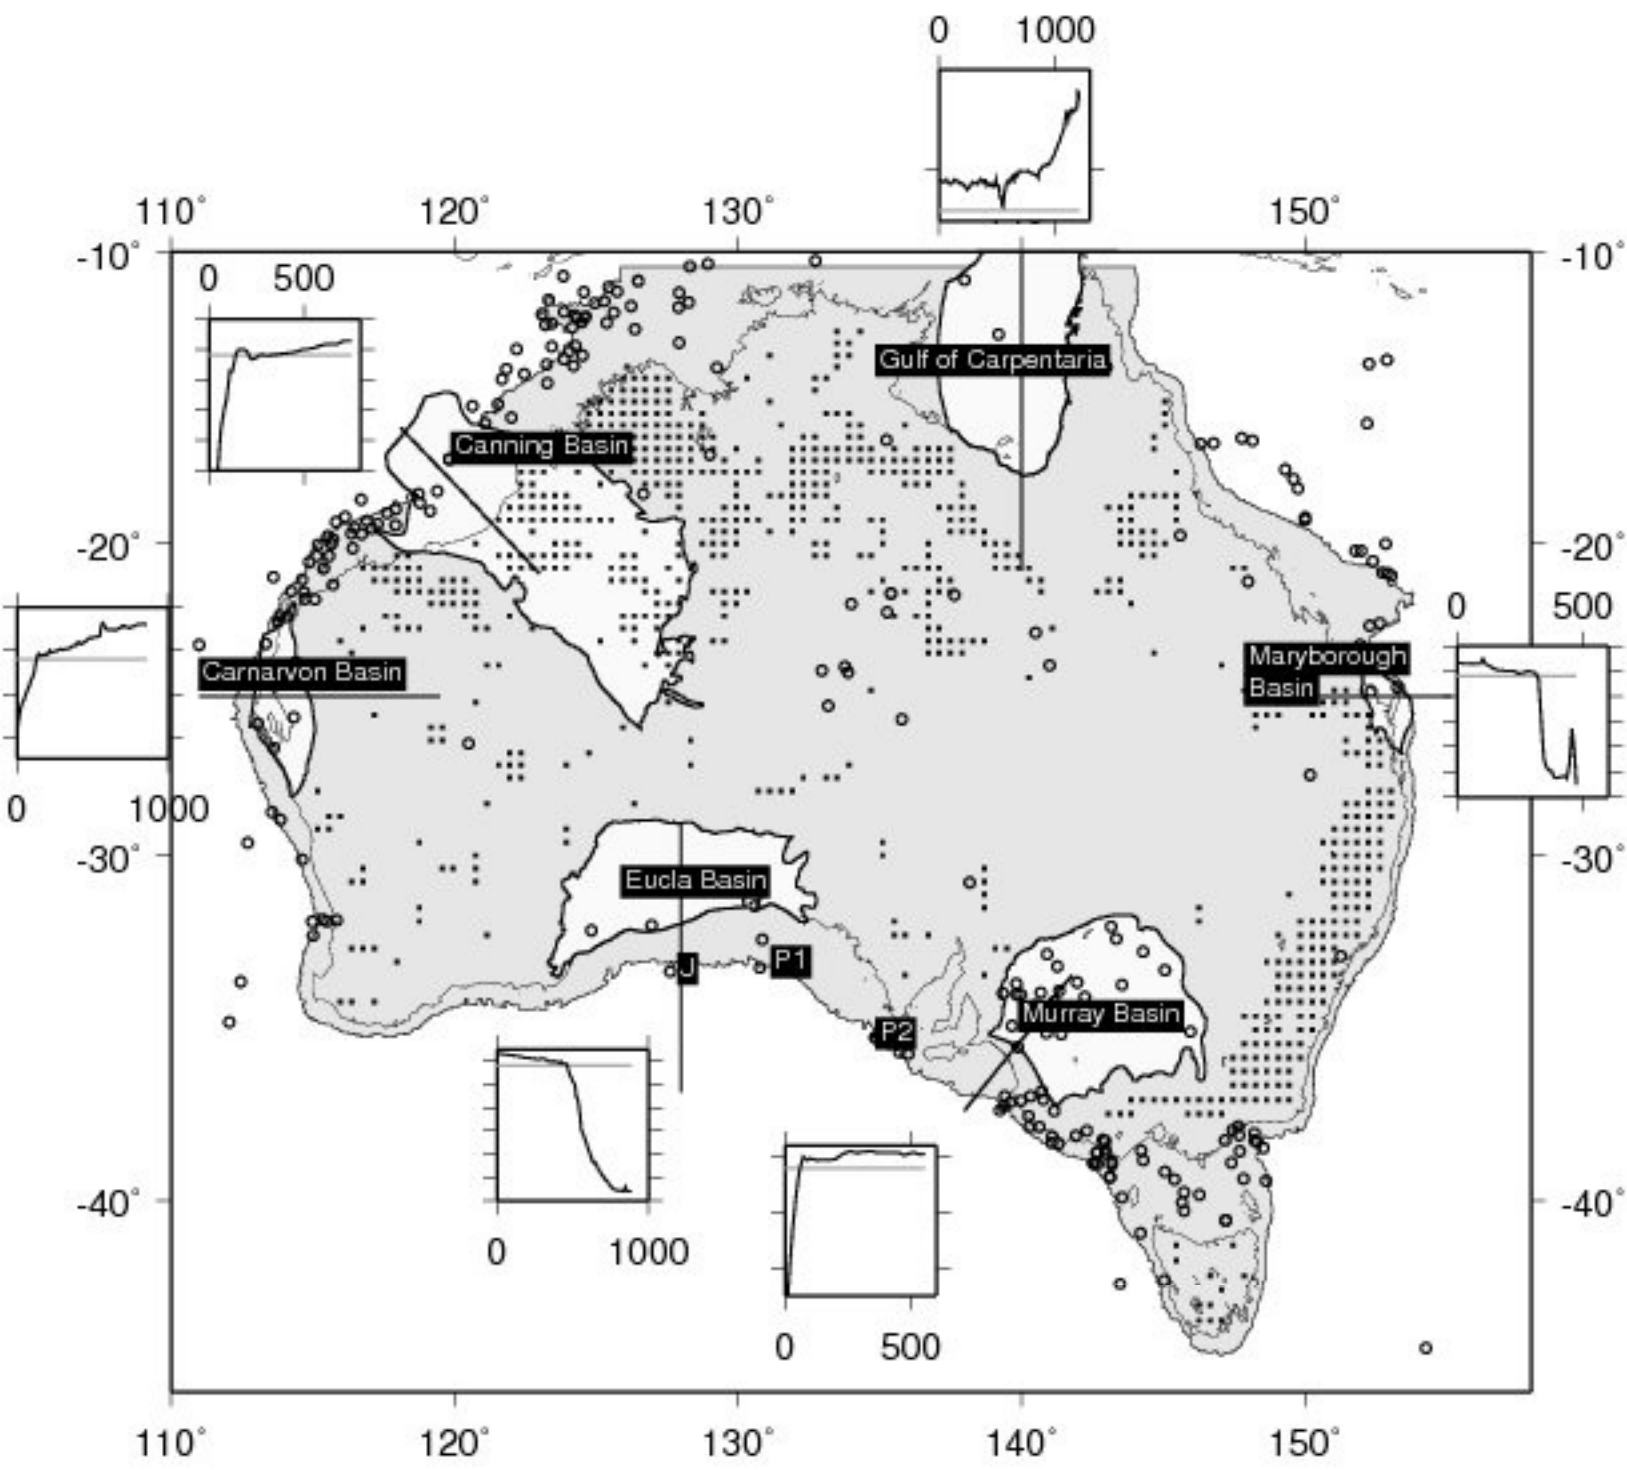 0 1000
110° 120° 130° 150°
-10° -10°
0 500
Gulf of Carpentaria
Canning Basin
-20° -20°
0 500
Maryborough
Basin
Carnarvon Basin
0 1000
-30° -30°
Eucla Basin
J
P1
Murray Basin
P2
-40° -40°
0 1000
0 500
110° 120° 130° 140° 150°